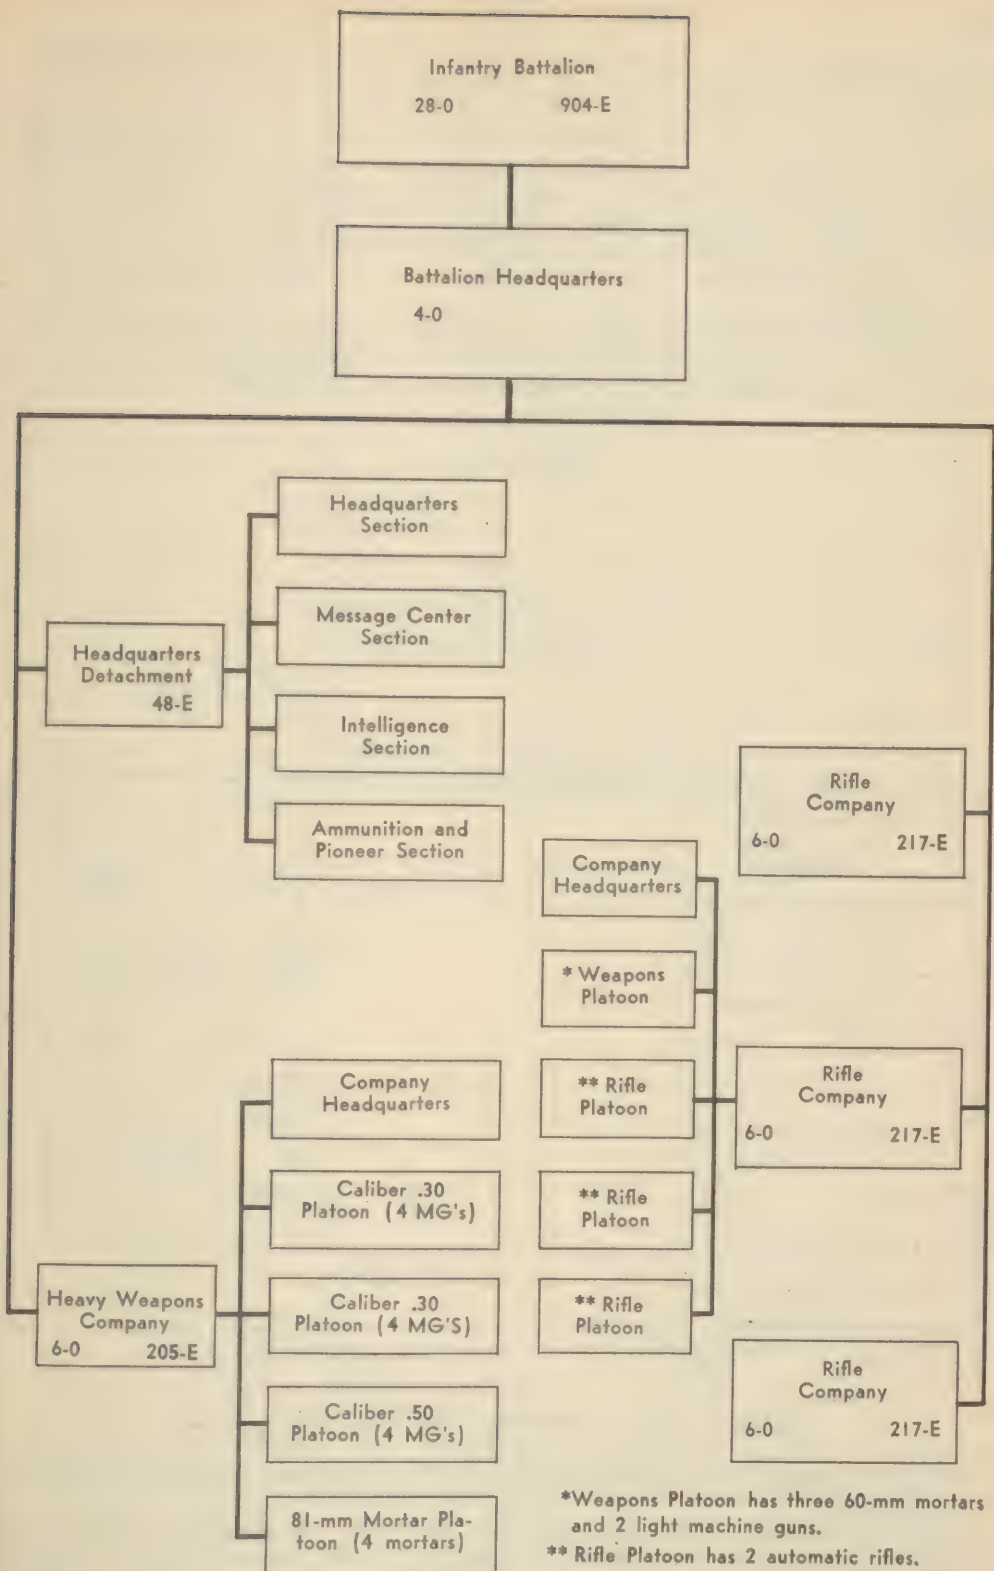 Infantry Battalion
28-0 904-E
Battalion Headquarters
4-0
Headquarters
Detachment
48-E
Headquarters
Section
Message Center
Section
Intelligence
Section
Ammunition and
Pioneer Section
Heavy Weapons
Company
6-0 205-E
Company
Headquarters
Caliber .30
Platoon (4 MG's)
Caliber .30
Platoon (4 MG'S)
Caliber .50
Platoon (4 MG's)
81-mm Mortar Pla-
toon (4 mortars)
Rifle
Company
6-0 217-E
Rifle
Company
6-0 217-E
Company
Headquarters
* Weapons
Platoon
** Rifle
Platoon
** Rifle
Platoon
** Rifle
Platoon
Rifle
Company
6-0 217-E
*Weapons Platoon has three 60-mm mortars
and 2 light machine guns.
** Rifle Platoon has 2 automatic rifles.